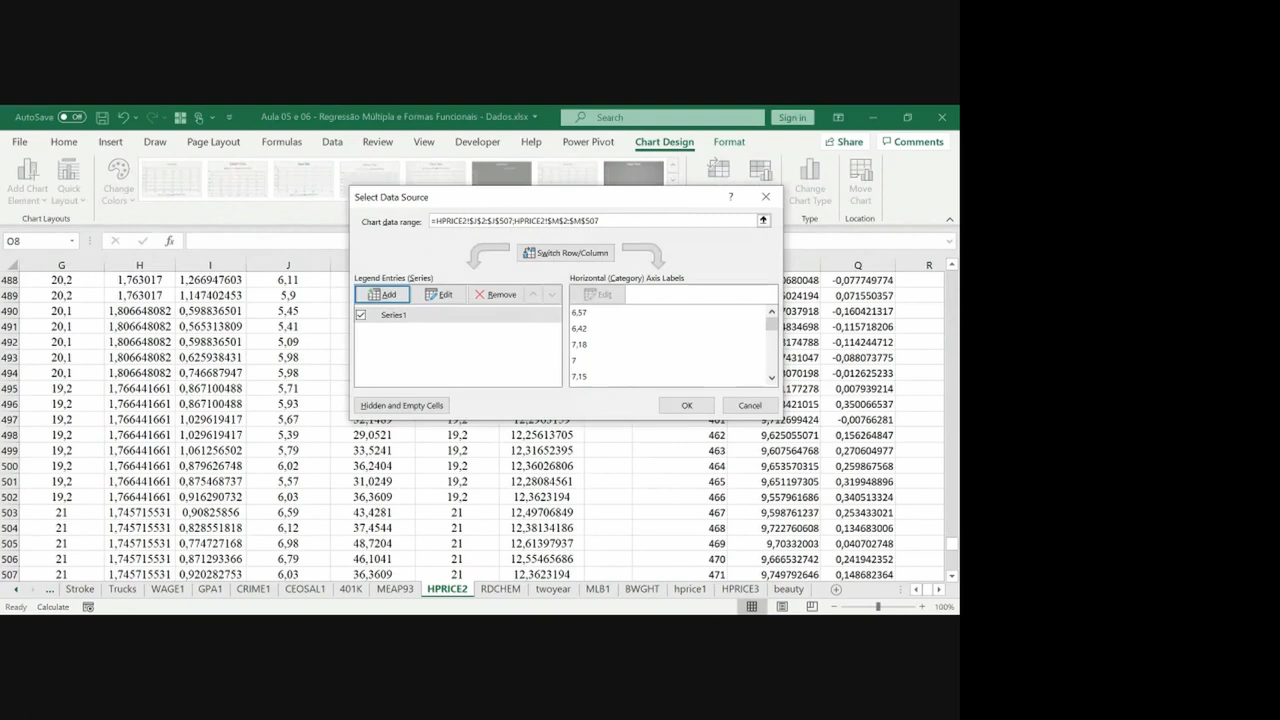 AutoSave Off Aula 05 e 06 - Regressão Múltipla e Formas Funcionais - Dados.xlsx Search Sign in
File Home Insert Draw Page Layout Formulas Data Review View Developer Help Power Pivot Chart Design Format Share Comments
Add Chart Element Quick Layout Change Colors Change Chart Type Move Chart
Chart Layouts Type Location
Select Data Source ?
Chart data range: =HPRICE2!$J$2:$J$507;HPRICE2!$M$2:$M$507
Switch Row/Column
Legend Entries (Series) Horizontal (Category) Axis Labels
Add Edit Remove Edit
Series1
6,57
6,42
7,18
7
7,15
Hidden and Empty Cells OK Cancel
O8 fx
G H I J Q R
488 20,2 1,763017 1,266947603 6,11 0680048 -0,077749774
489 20,2 1,763017 1,147402453 5,9 5024194 0,071550357
490 20,1 1,806648082 0,598836501 5,45 7037918 -0,160421317
491 20,1 1,806648082 0,565313809 5,41 4834698 -0,115718206
492 20,1 1,806648082 0,598836501 5,09 3174788 -0,114244712
493 20,1 1,806648082 0,625938431 5,98 7431047 -0,088073775
494 20,1 1,806648082 0,746687947 5,98 3070198 -0,012625233
495 19,2 1,766441661 0,867100488 5,71 1177278 0,007939214
496 19,2 1,766441661 0,867100488 5,93 3421015 0,350066537
497 19,2 1,766441661 1,029619417 5,67 32,1489 19,2 12,2903139 461 9,712699424 -0,00766281
498 19,2 1,766441661 1,029619417 5,39 29,0521 19,2 12,25613705 462 9,625055071 0,156264847
499 19,2 1,766441661 1,061256502 5,79 33,5241 19,2 12,31652395 463 9,607564768 0,270604977
500 19,2 1,766441661 0,879626748 6,02 36,2404 19,2 12,36026806 464 9,653570315 0,259867568
501 19,2 1,766441661 0,875468737 5,57 31,0249 19,2 12,28084561 465 9,651197305 0,319948896
502 19,2 1,766441661 0,916290732 6,03 36,3609 19,2 12,3623194 466 9,557961686 0,340513324
503 21 1,745715531 0,90825856 6,59 43,4281 21 12,49706849 467 9,598761237 0,253433021
504 21 1,745715531 0,828551818 6,12 37,4544 21 12,38134186 468 9,722760608 0,134683006
505 21 1,745715531 0,774727168 6,98 48,7204 21 12,61397937 469 9,70332003 0,040702748
506 21 1,745715531 0,871293366 6,79 46,1041 21 12,55465686 470 9,666532742 0,241942352
507 21 1,745715531 0,920282753 6,03 36,3609 21 12,3623194 471 9,749792646 0,148682364
... Stroke Trucks WAGE1 GPA1 CRIME1 CEOSAL1 401K MEAP93 HPRICE2 RDCHEM twoyear MLB1 BWGHT hprice1 HPRICE3 beauty
Ready Calculate 100%